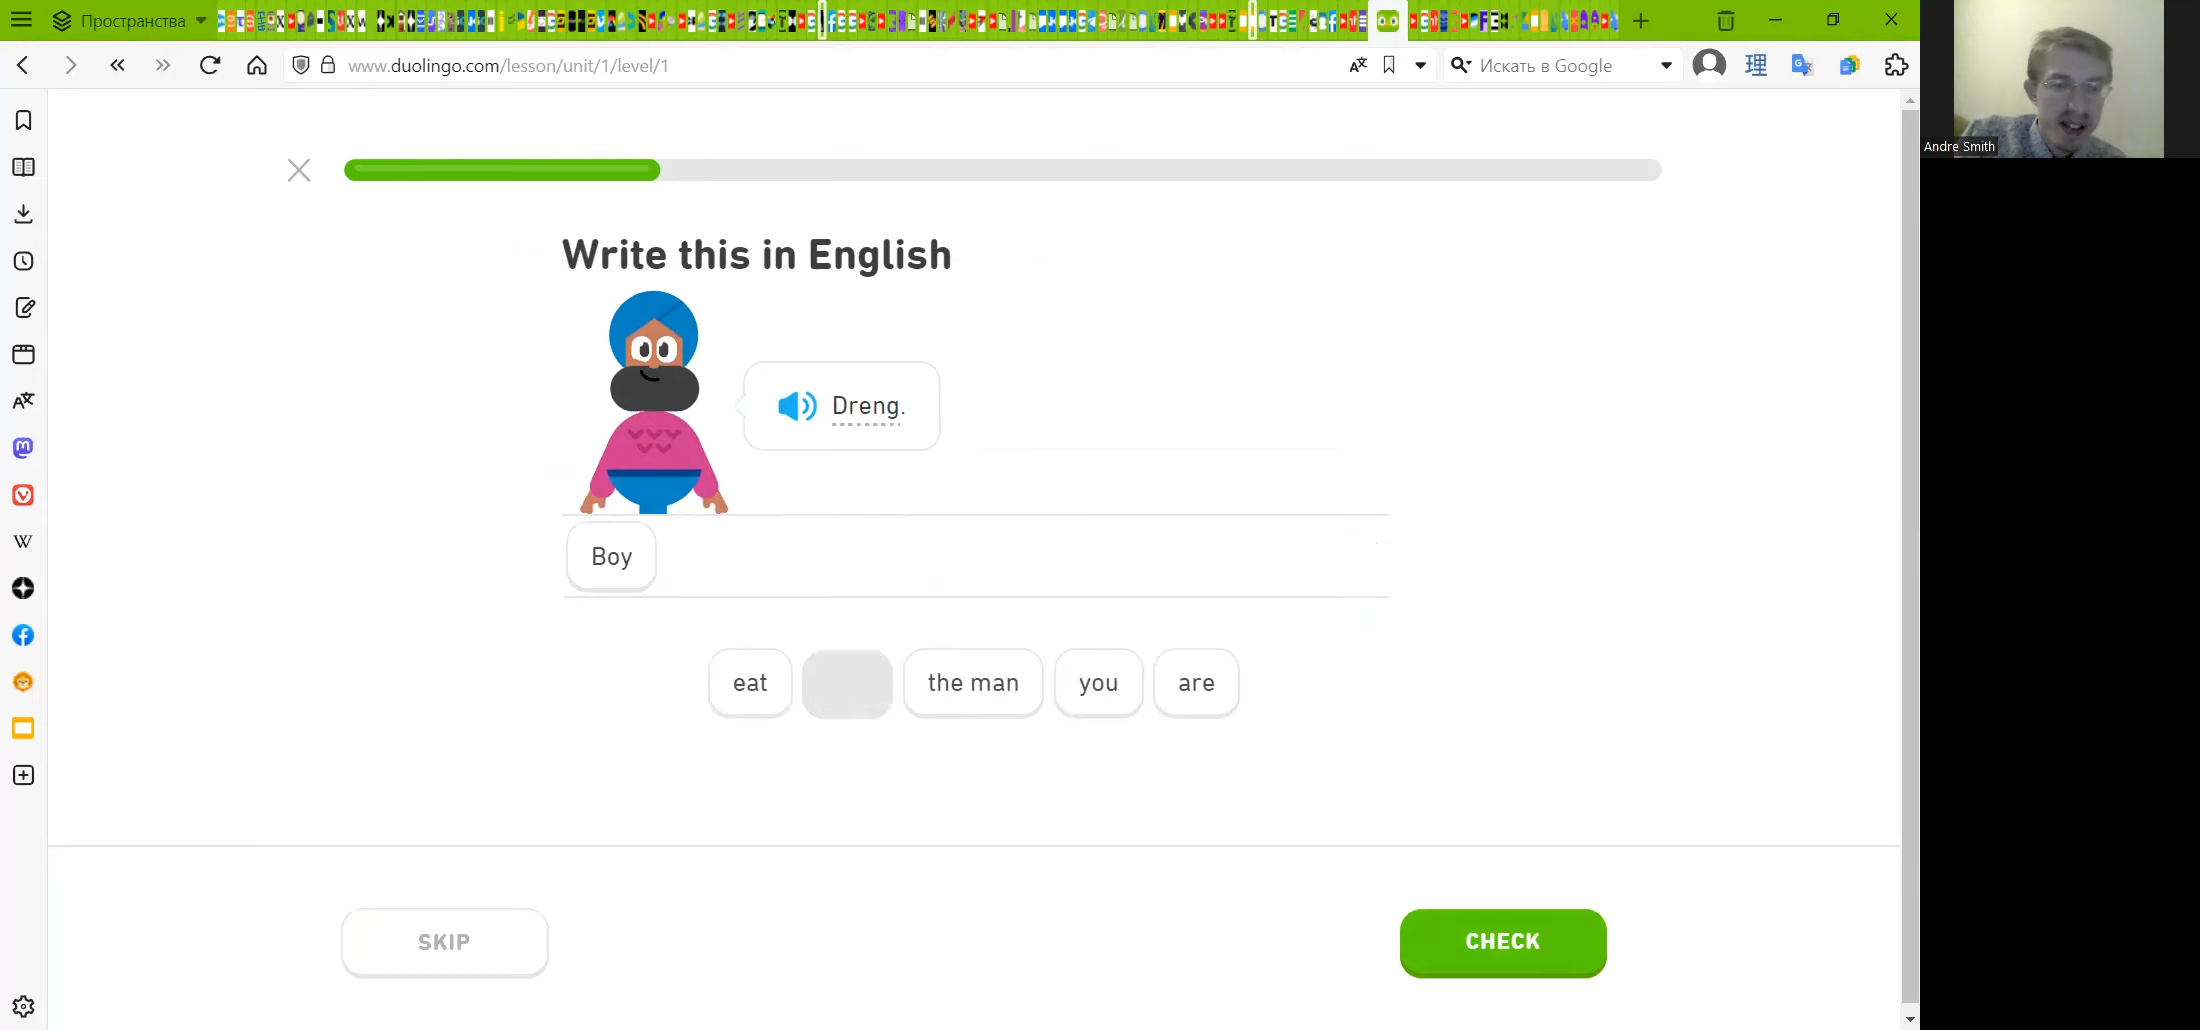 Пространства
www.duolingo.com/lesson/unit/1/level/1
Искать в Google
Andre Smith
Write this in English
Dreng.
Boy
eat
the man
you
are
SKIP
CHECK